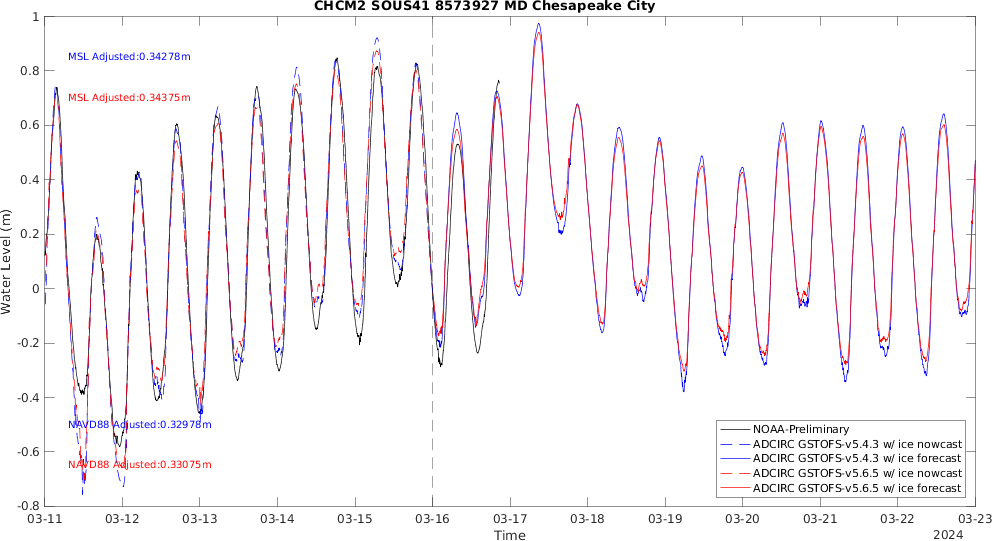 CHCM2 SOUS41 8573927 MD Chesapeake City
1
0.8
0.6
0.4
0.2
0
-0.2
-0.4
-0.6
-0.8
Water Level (m)
MSL Adjusted:0.34278m
MSL Adjusted:0.34375m
NAVD88 Adjusted:0.32978m
NAVD88 Adjusted:0.33075m
NOAA-Preliminary
ADCIRC GSTOFS-v5.4.3 w/ ice nowcast
ADCIRC GSTOFS-v5.4.3 w/ ice forecast
ADCIRC GSTOFS-v5.6.5 w/ ice nowcast
ADCIRC GSTOFS-v5.6.5 w/ ice forecast
03-11 03-12 03-13 03-14 03-15 03-16 03-17 03-18 03-19 03-20 03-21 03-22 03-23
Time
2024